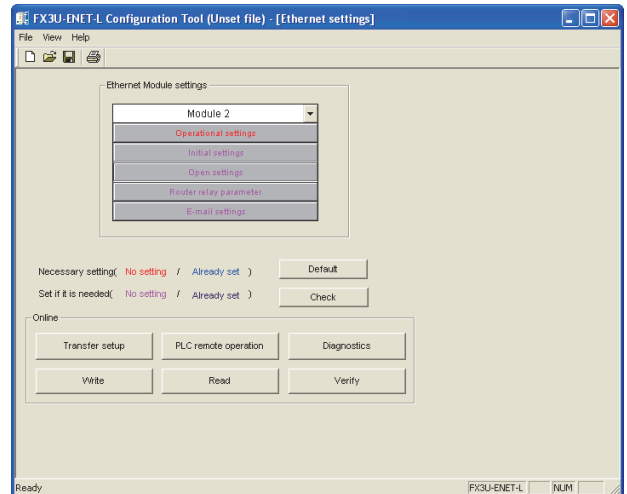 FX3U-ENET-L Configuration Tool (Unset file) - [Ethernet settings]
File View Help
Ethernet Module settings
Module 2
Operational settings
Initial settings
Open settings
Router relay parameter
E-mail settings
Necessary setting( No setting / Already set ) Default
Set if it is needed( No setting / Already set ) Check
Online
Transfer setup PLC remote operation Diagnostics
Write Read Verify
Ready FX3U-ENET-L NUM